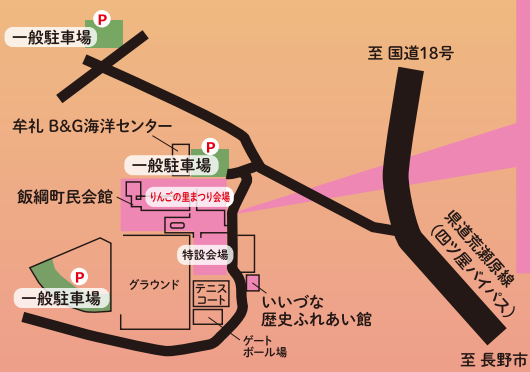 P
一般駐車場
至 国道18号
牟礼 B&G海洋センター
P
一般駐車場
飯綱町民会館
りんごの里まつり会場
特設会場
県道荒瀬原線
(四ツ屋バイパス)
P
一般駐車場
グラウンド
テニス
コート
いいづな
歴史ふれあい館
ゲート
ボール場
至 長野市